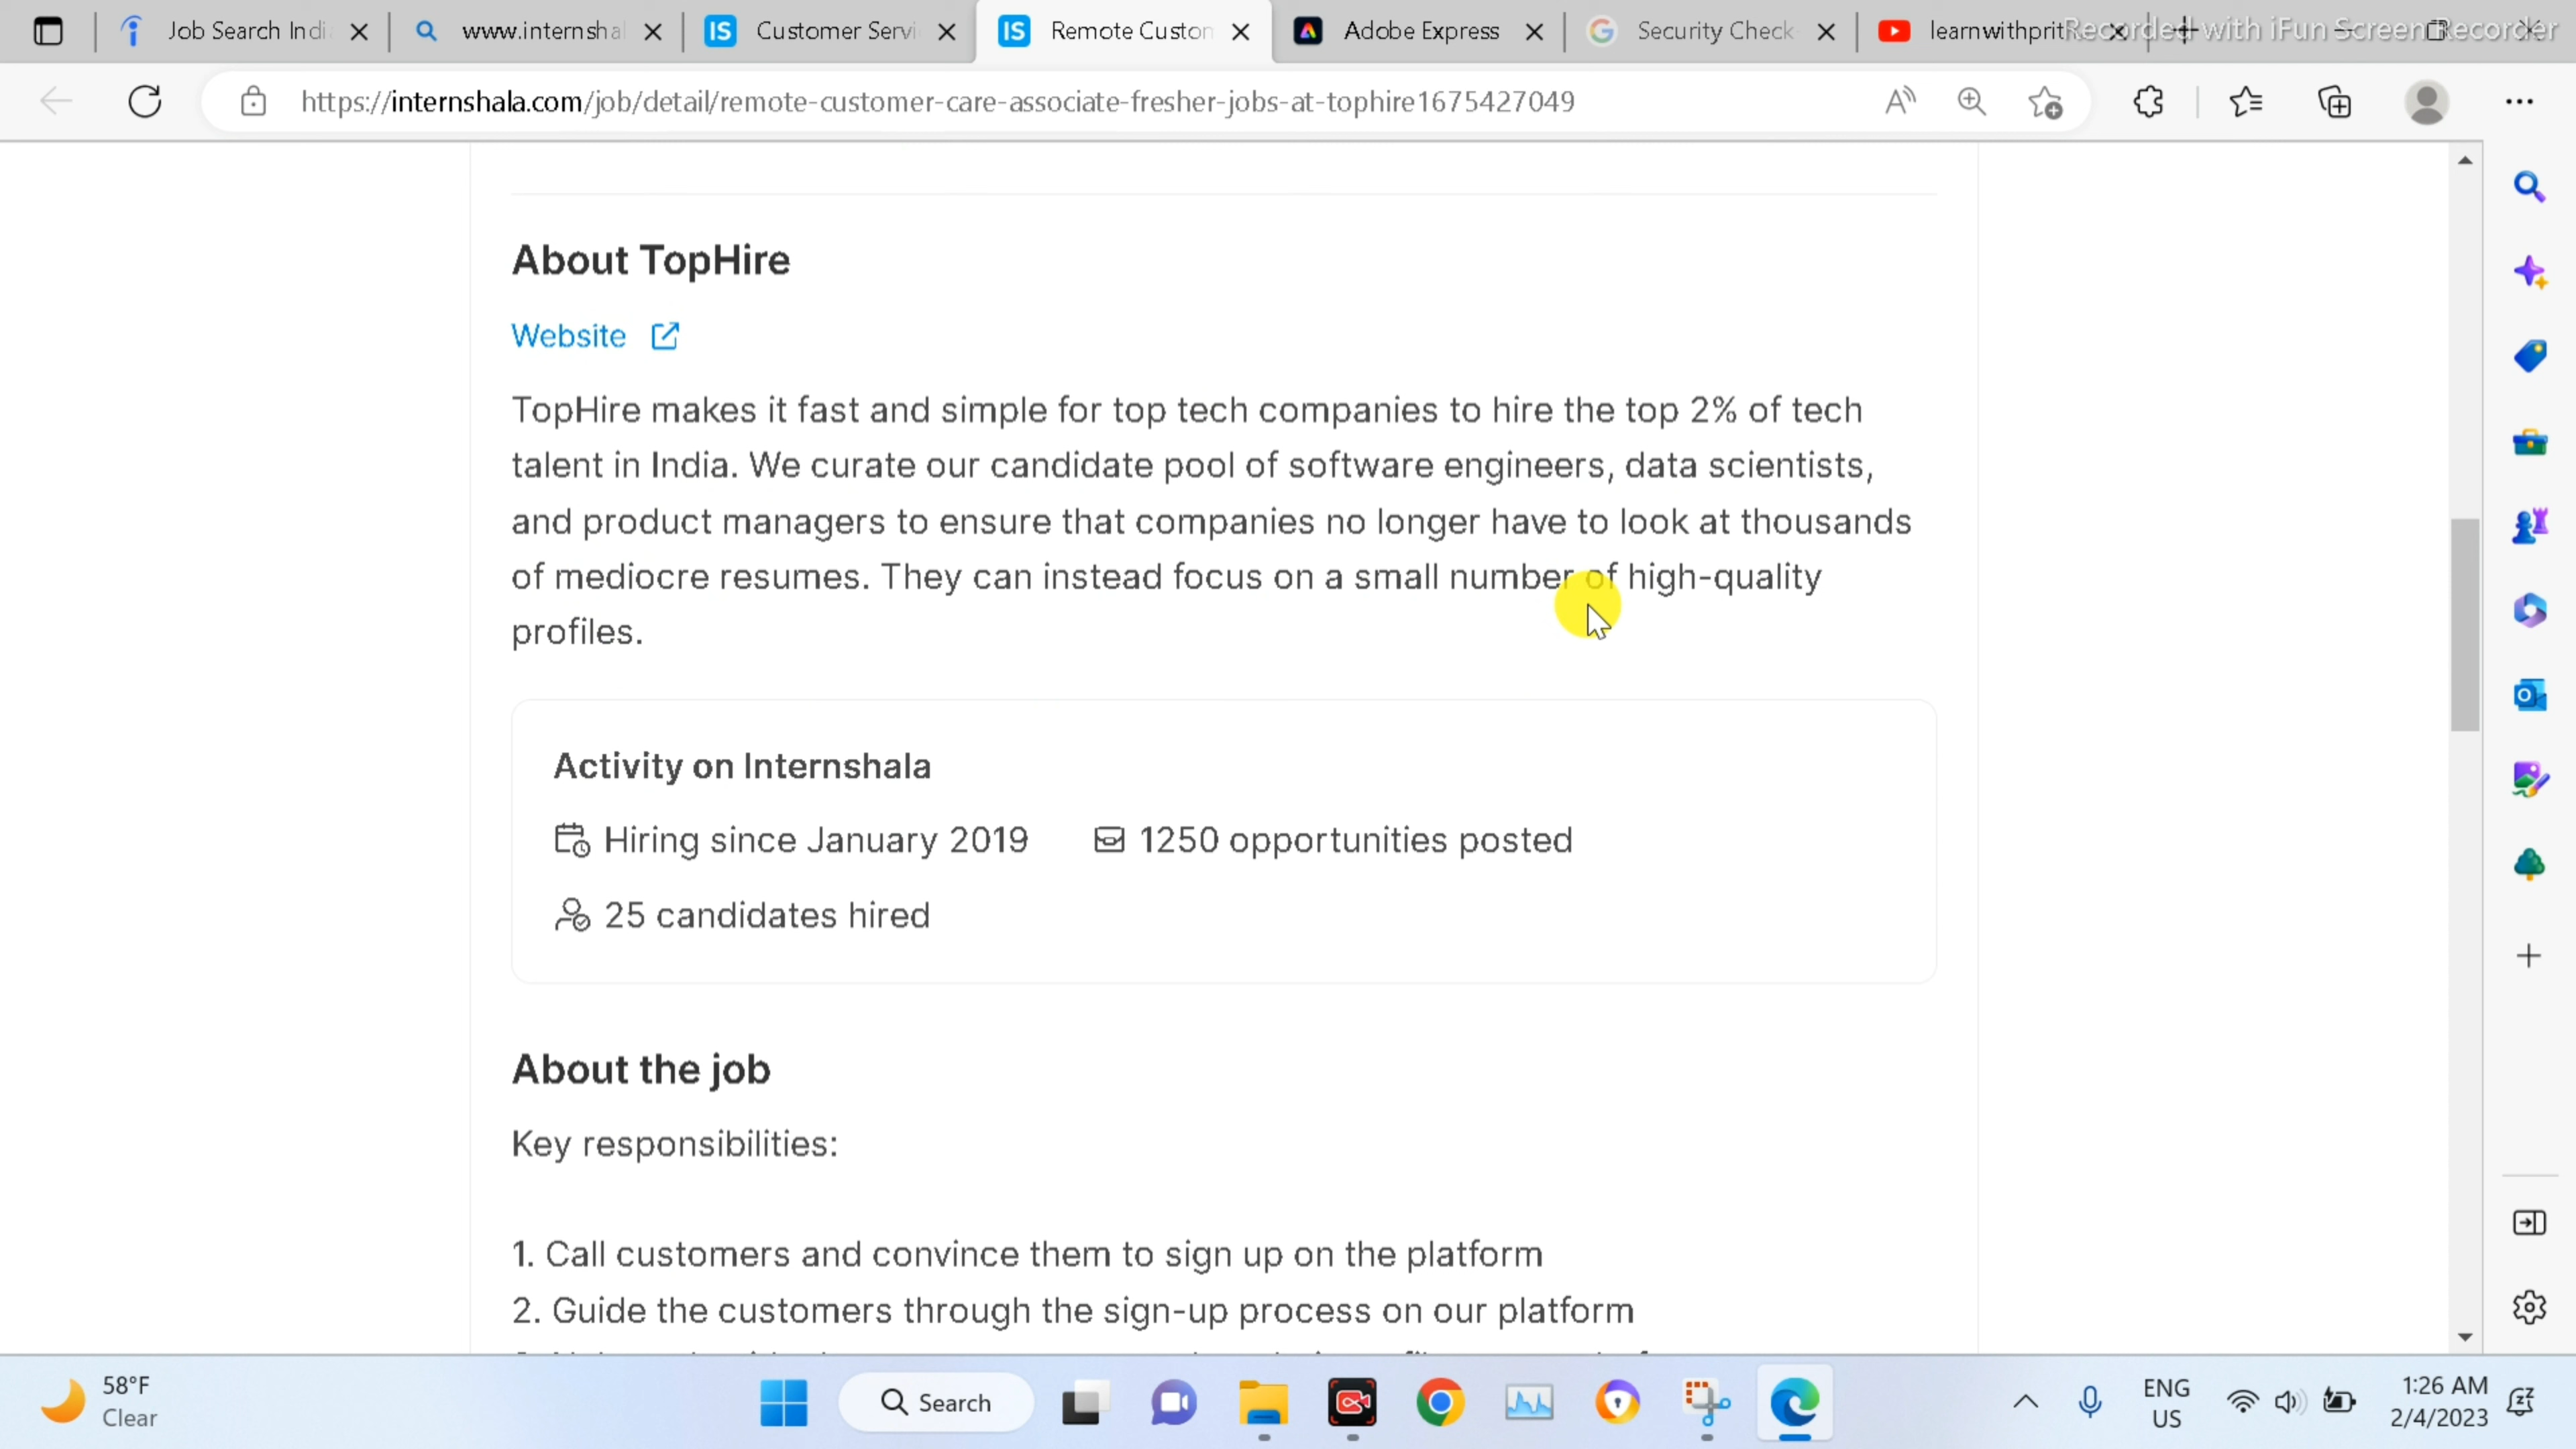 Job Search Indi
www.internshal
Customer Servi
Remote Custon
Adobe Express
Security Check
learnwithprit
Recorded with iFun Screen Recorder
https://internshala.com/job/detail/remote-customer-care-associate-fresher-jobs-at-tophire1675427049
About TopHire
Website
TopHire makes it fast and simple for top tech companies to hire the top 2% of tech
talent in India. We curate our candidate pool of software engineers, data scientists,
and product managers to ensure that companies no longer have to look at thousands
of mediocre resumes. They can instead focus on a small number of high-quality
profiles.
Activity on Internshala
Hiring since January 2019
1250 opportunities posted
25 candidates hired
About the job
Key responsibilities:
1. Call customers and convince them to sign up on the platform
2. Guide the customers through the sign-up process on our platform
58°F
Clear
Search
ENG
US
1:26 AM
2/4/2023